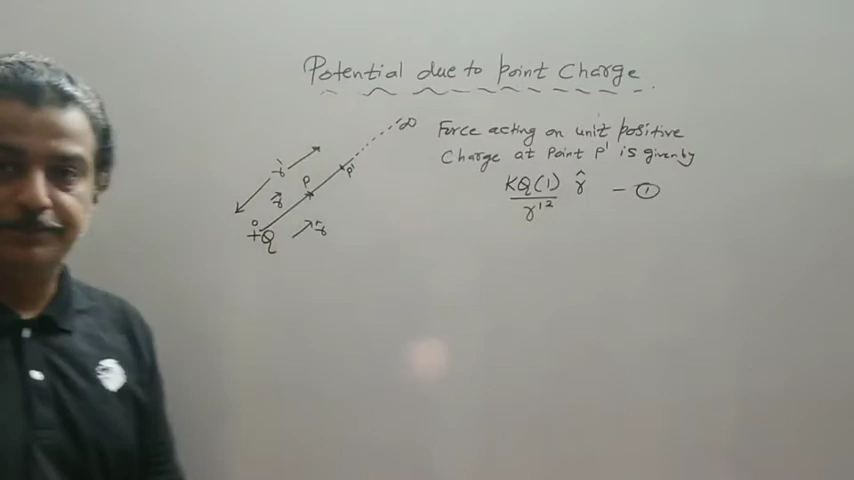 Potential due to point Charge
Force acting on unit positive
Charge at Point P' is given by
KQ(1) r̂ — ①
r'²
∞
r'
P
P'
r
O
+Q
r̂